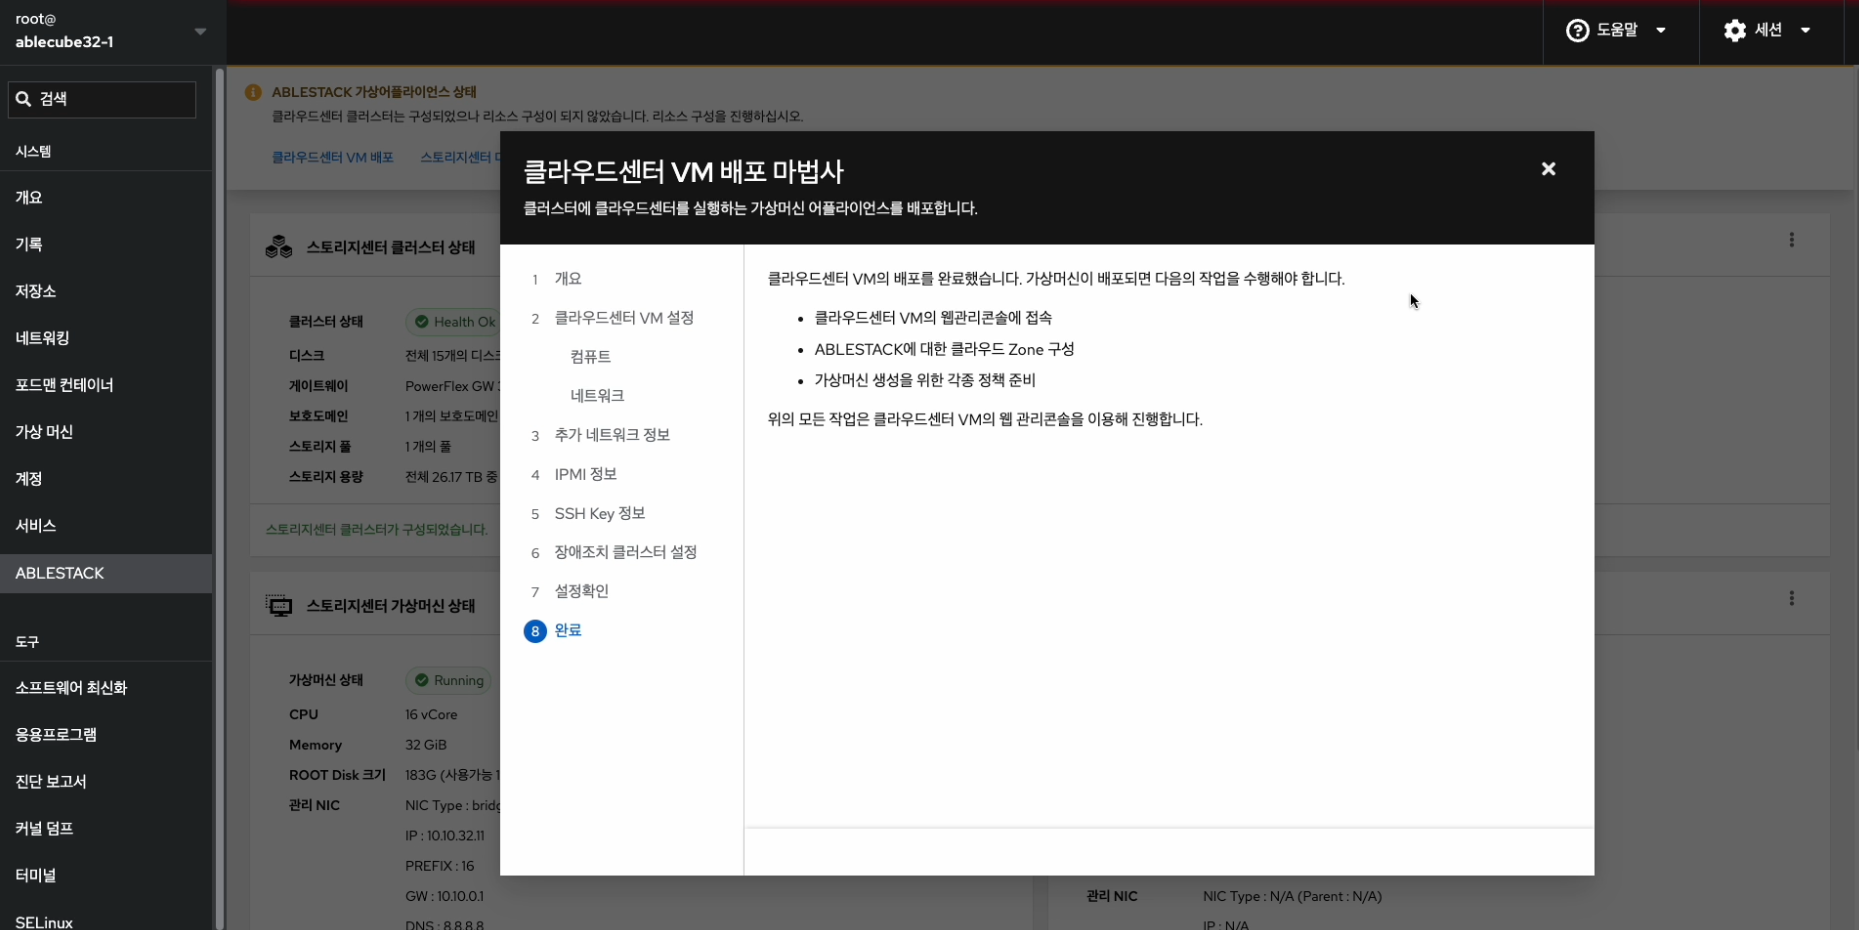 root@
ablecube32-1
도움말
세션
검색
시스템
개요
기록
저장소
네트워킹
포드맨 컨테이너
가상 머신
계정
서비스
ABLESTACK
도구
소프트웨어 최신화
응용프로그램
진단 보고서
커널 덤프
터미널
SELinux
ABLESTACK 가상어플라이언스 상태
클라우드센터 클러스터는 구성되었으나 리소스 구성이 되지 않았습니다. 리소스 구성을 진행하십시오.
클라우드센터 VM 배포 스토리지센터
스토리지센터 클러스터 상태
클러스터 상태 Health Ok
디스크 전체 15개의 디스크
게이트웨이 PowerFlex GW
보호도메인 1 개의 보호도메인
스토리지 풀 1 개의 풀
스토리지 용량 전체 26.17 TB 중
스토리지센터 클러스터가 구성되었습니다.
스토리지센터 가상머신 상태
가상머신 상태 Running
CPU 16 vCore
Memory 32 GiB
ROOT Disk 크기 183G (사용가능
관리 NIC NIC Type : bridg
IP : 10.10.32.11
PREFIX : 16
GW : 10.10.0.1
DNS : 8.8.8.8
클라우드센터 VM 배포 마법사
클러스터에 클라우드센터를 실행하는 가상머신 어플라이언스를 배포합니다.
1 개요
2 클라우드센터 VM 설정
컴퓨트
네트워크
3 추가 네트워크 정보
4 IPMI 정보
5 SSH Key 정보
6 장애조치 클러스터 설정
7 설정확인
8 완료
클라우드센터 VM의 배포를 완료했습니다. 가상머신이 배포되면 다음의 작업을 수행해야 합니다.
• 클라우드센터 VM의 웹관리콘솔에 접속
• ABLESTACK에 대한 클라우드 Zone 구성
• 가상머신 생성을 위한 각종 정책 준비
위의 모든 작업은 클라우드센터 VM의 웹 관리콘솔을 이용해 진행합니다.
관리 NIC NIC Type : N/A (Parent : N/A)
IP : N/A